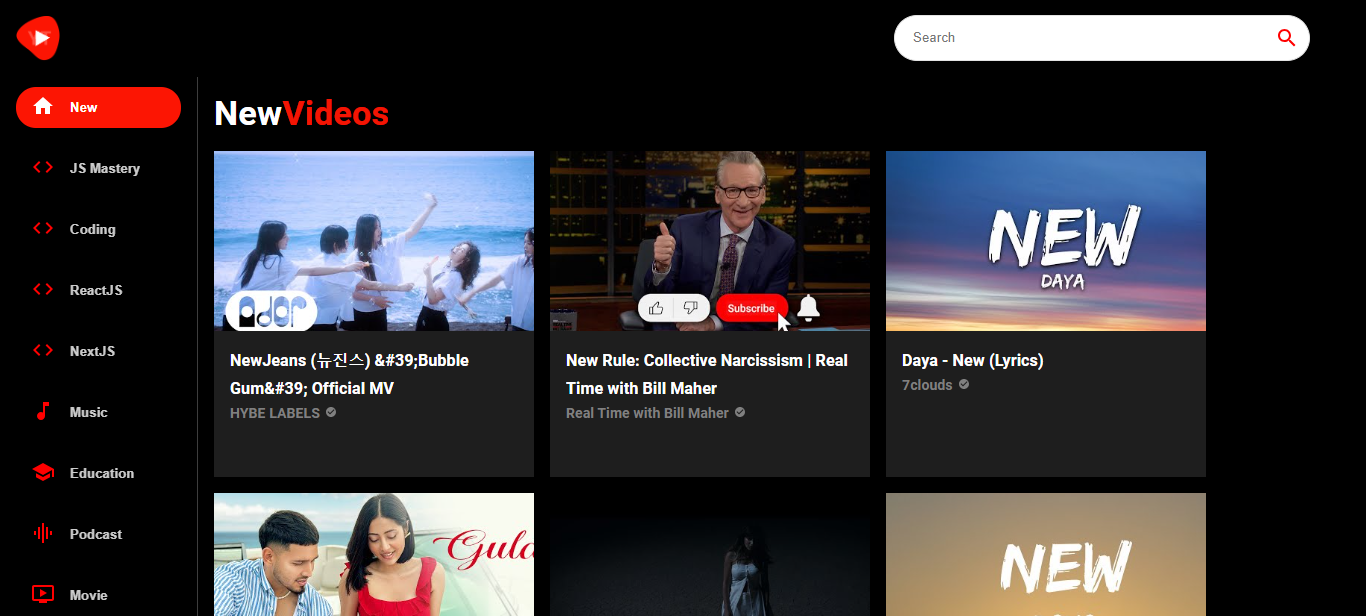 Search
New
JS Mastery
Coding
ReactJS
NextJS
Music
Education
Podcast
Movie
NewVideos
ador
NewJeans (뉴진스) &#39;Bubble
Gum&#39; Official MV
HYBE LABELS
Subscribe
New Rule: Collective Narcissism | Real
Time with Bill Maher
Real Time with Bill Maher
NEW
DAYA
Daya - New (Lyrics)
7clouds
NEW